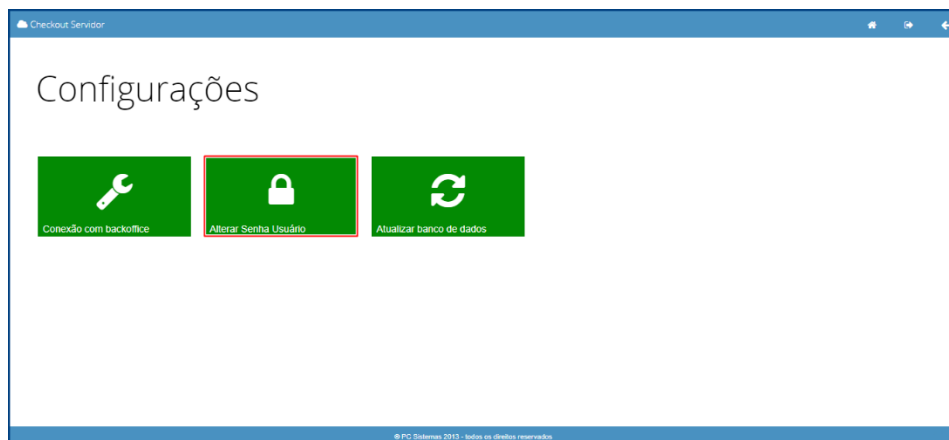 Checkout Servidor
Configurações
Conexão com backoffice
Alterar Senha Usuário
Atualizar banco de dados
© PC Sistemas 2013 - todos os direitos reservados